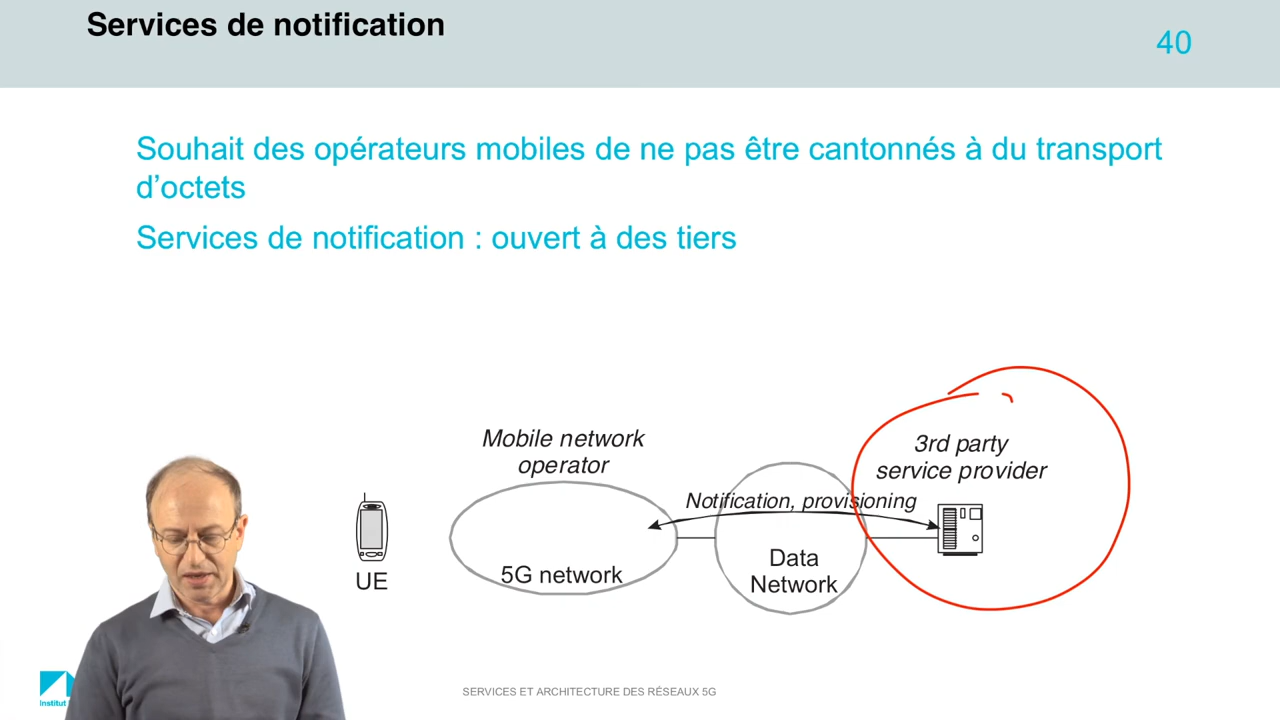 Services de notification
40
Souhait des opérateurs mobiles de ne pas être cantonnés à du transport
d'octets
Services de notification : ouvert à des tiers
Mobile network
operator
3rd party
service provider
Notification, provisioning
UE
5G network
Data
Network
Institut
SERVICES ET ARCHITECTURE DES RÉSEAUX 5G